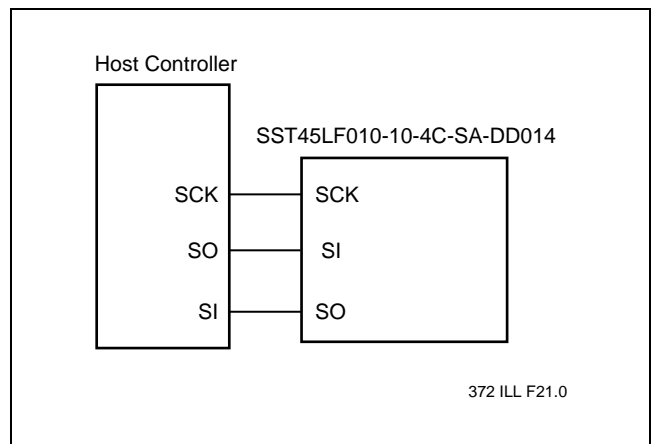 Host Controller
SST45LF010-10-4C-SA-DD014
SCK SCK
SO SI
SI SO
372 ILL F21.0